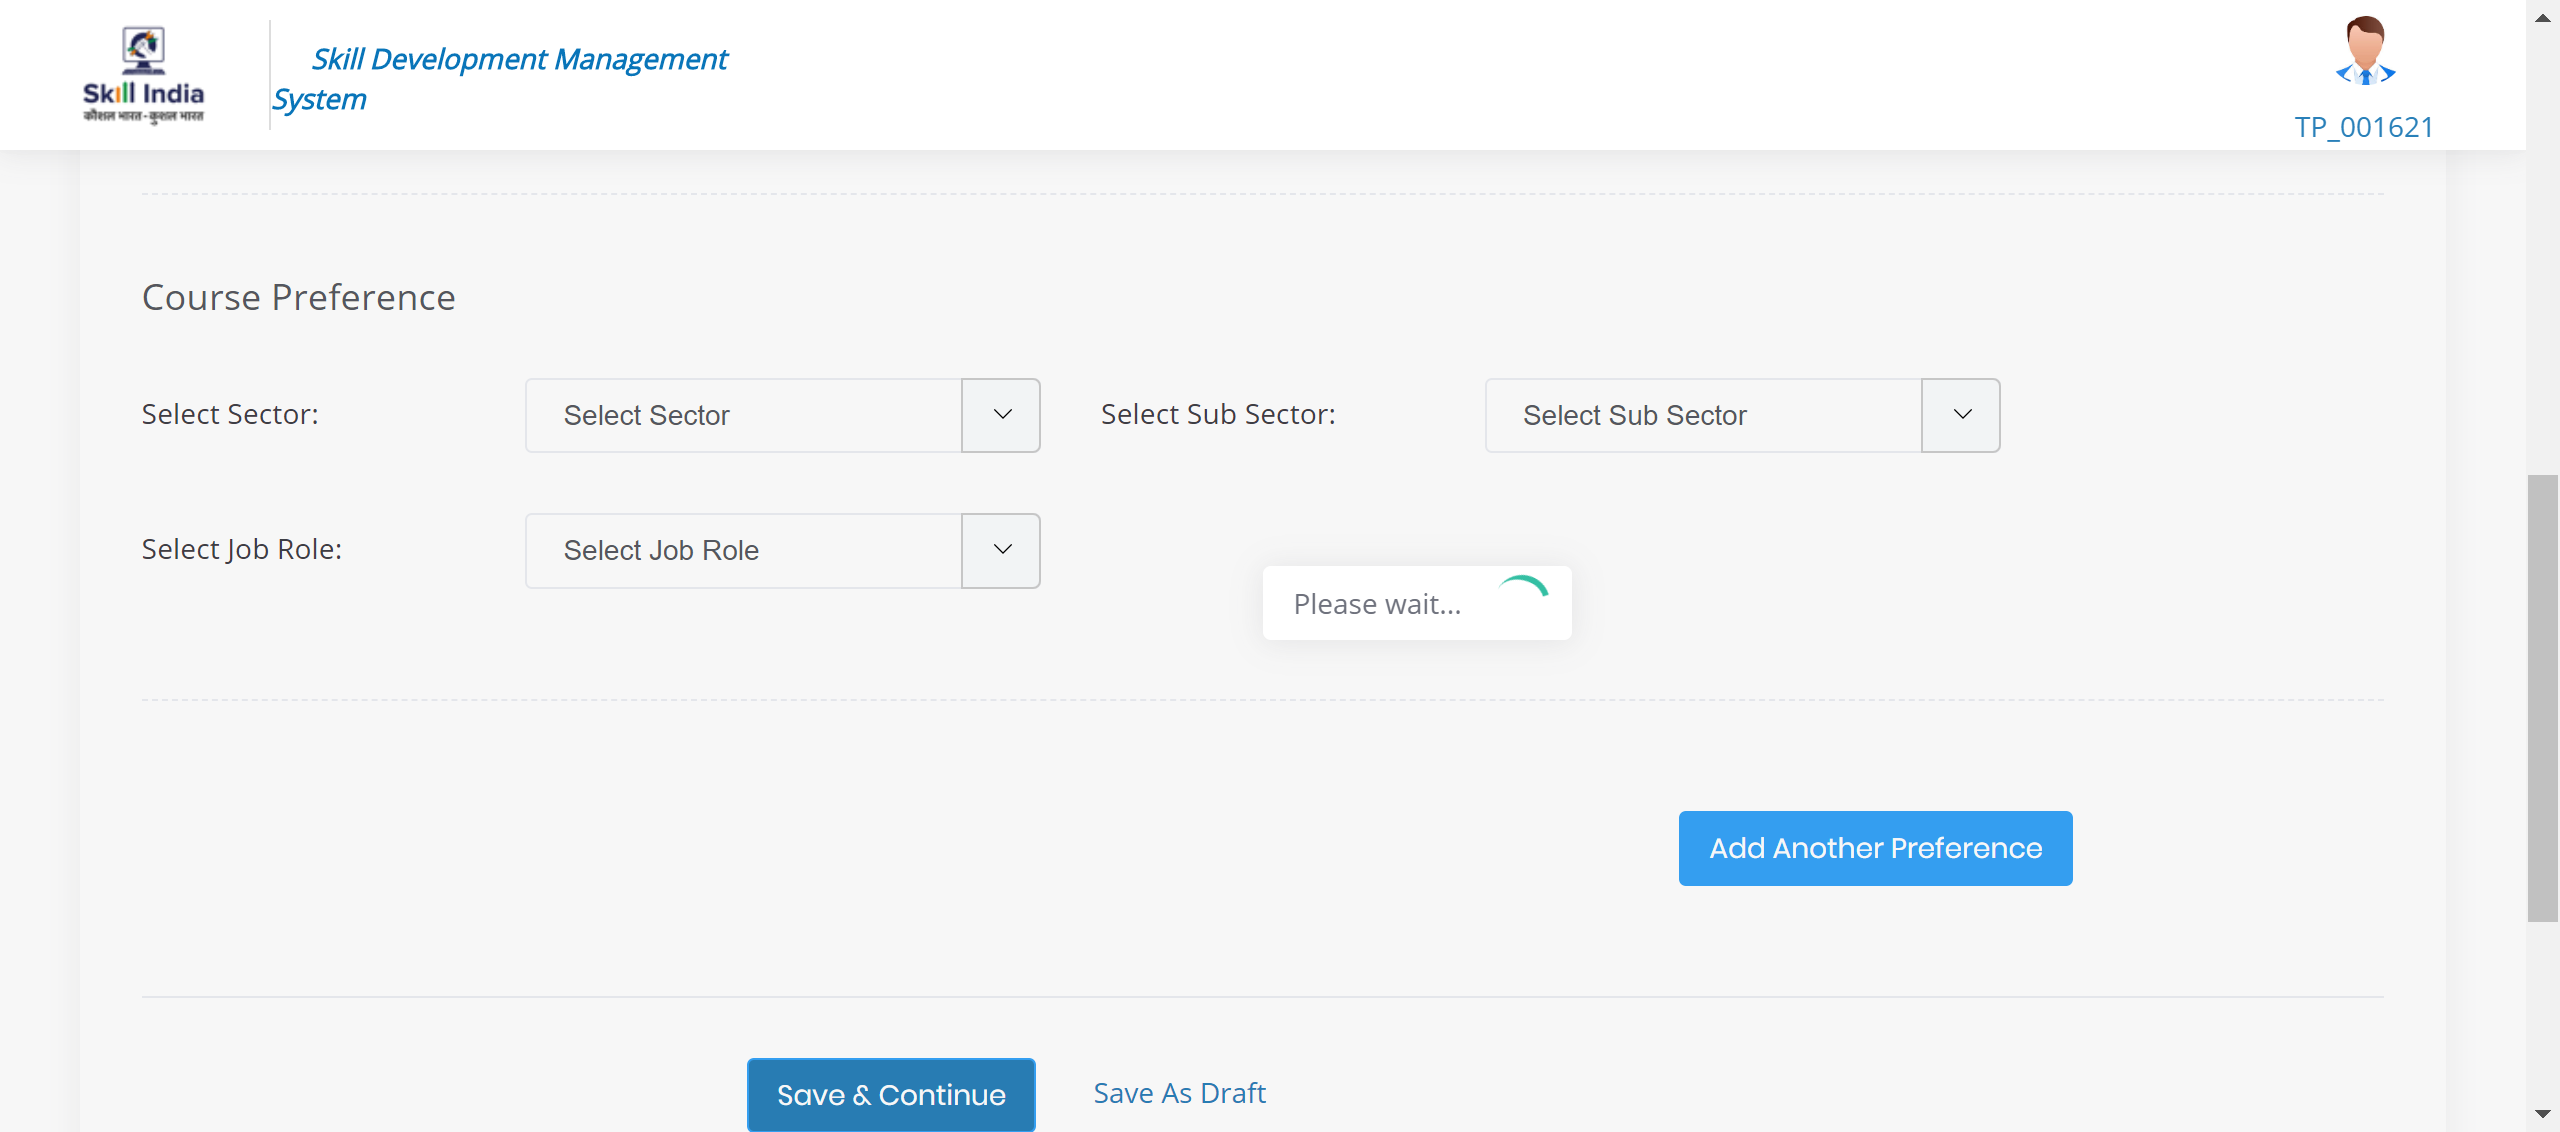 Skill India
कौशल भारत-कुशल भारत
Skill Development Management
System
TP_001621
Course Preference
Select Sector:
Select Sector
Select Sub Sector:
Select Sub Sector
Select Job Role:
Select Job Role
Please wait...
Add Another Preference
Save & Continue
Save As Draft